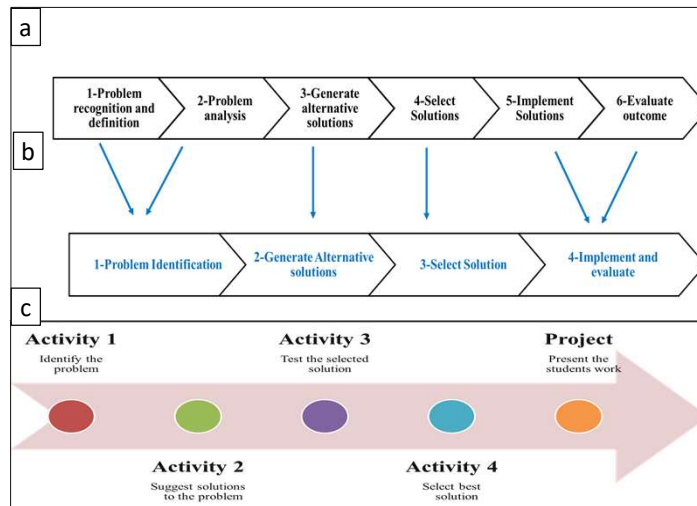 a
1-Problem
recognition and
definition
2-Problem
analysis
3-Generate
alternative
solutions
4-Select
Solutions
5-Implement
Solutions
6-Evaluate
outcome
b
1-Problem Identification
2-Generate Alternative
solutions
3-Select Solution
4-Implement and
evaluate
c
Activity 1
Identify the
problem
Activity 3
Test the selected
solution
Project
Present the
students work
Activity 2
Suggest solutions
to the problem
Activity 4
Select best
solution